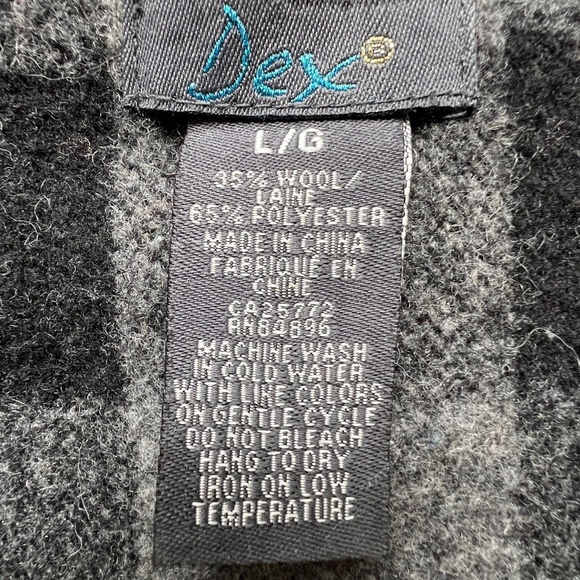 Dex®
L/G
35% WOOL/
LAINE
65% POLYESTER
MADE IN CHINA
FABRIQUÉ EN
CHINE
CA25772
RN84896
MACHINE WASH
IN COLD WATER
WITH LINE COLORS
ON GENTLE CYCLE
DO NOT BLEACH
HANG TO DRY
IRON ON LOW
TEMPERATURE